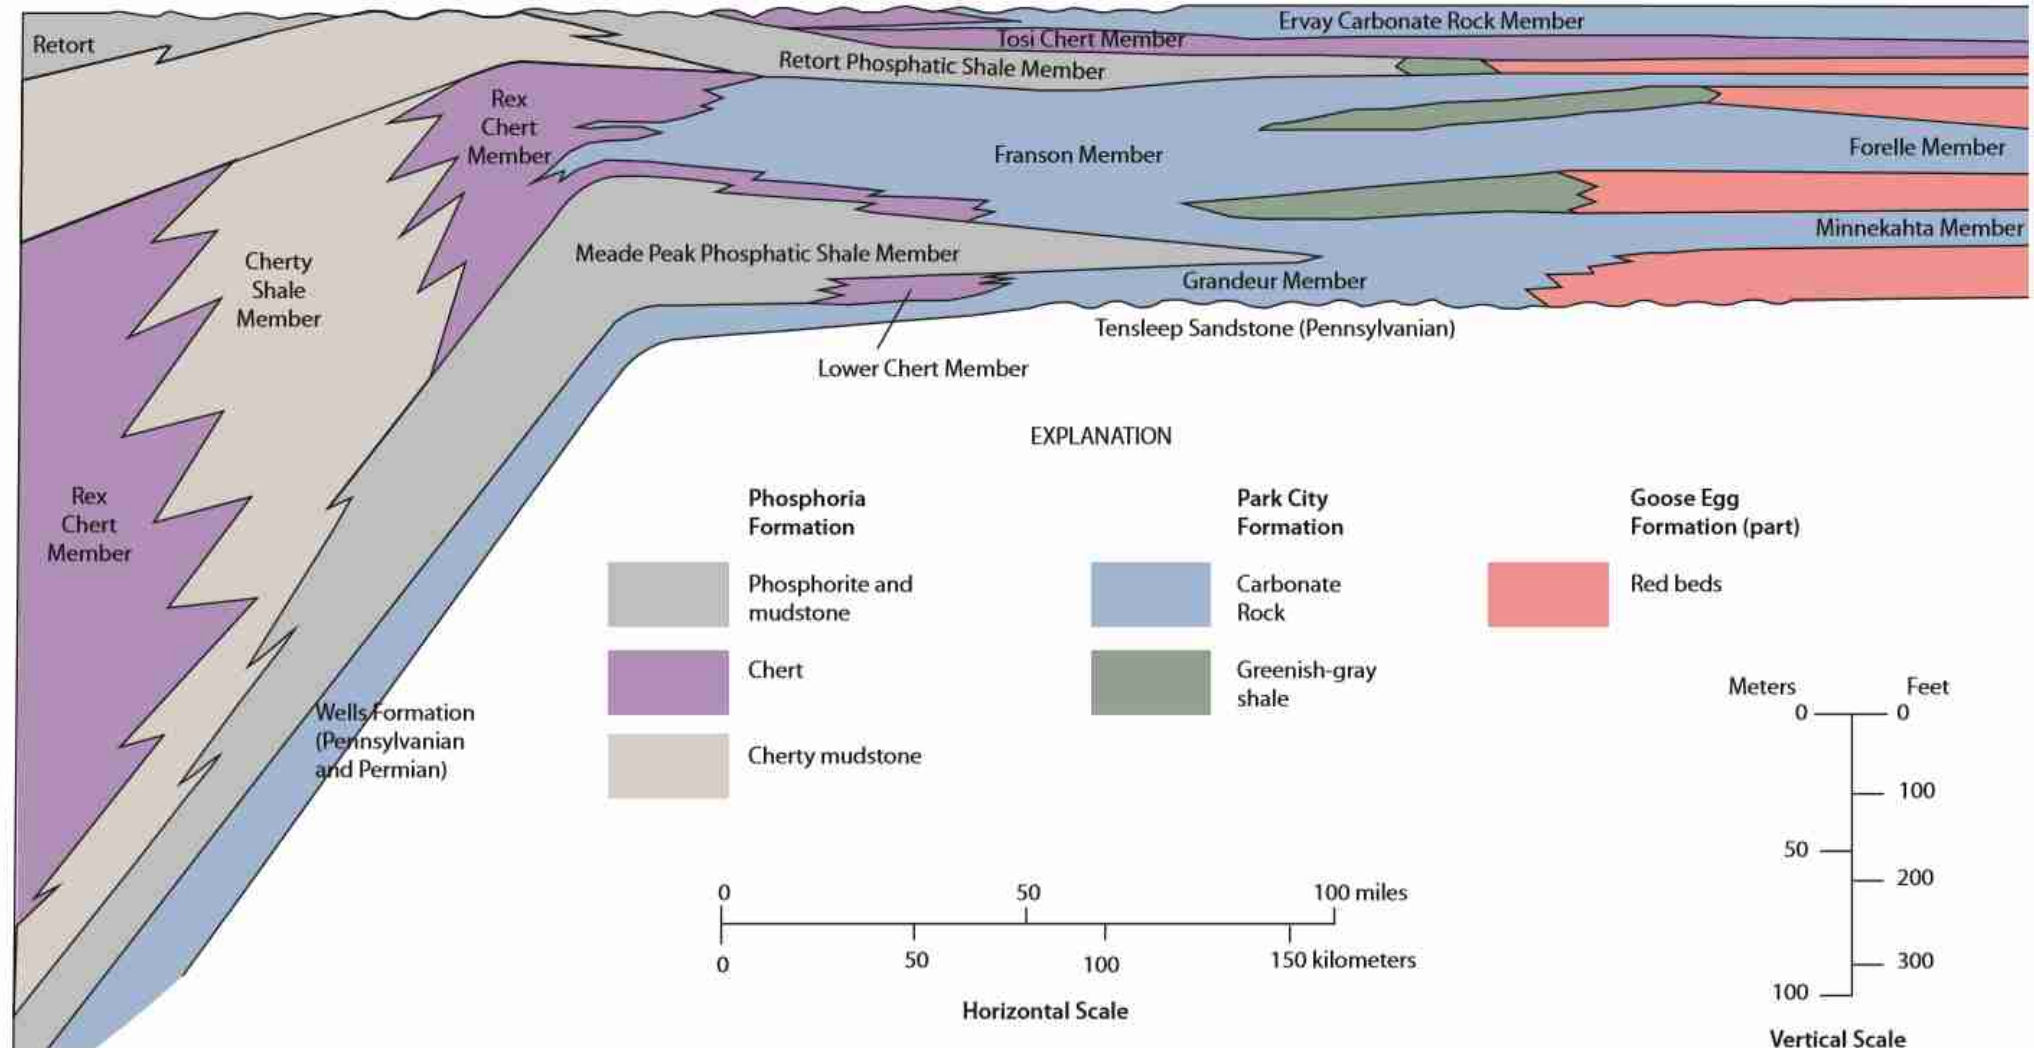 Retort
Ervay Carbonate Rock Member
Tosi Chert Member
Retort Phosphatic Shale Member
Rex
Chert
Member
Franson Member
Forelle Member
Minnekahta Member
Meade Peak Phosphatic Shale Member
Cherty
Shale
Member
Grandeur Member
Tensleep Sandstone (Pennsylvanian)
Lower Chert Member
Rex
Chert
Member
Wells Formation
(Pennsylvanian
and Permian)
EXPLANATION
Phosphoria
Formation
Phosphorite and
mudstone
Chert
Cherty mudstone
Park City
Formation
Carbonate
Rock
Greenish-gray
shale
Goose Egg
Formation (part)
Red beds
0 50 100 miles
0 50 100 150 kilometers
Horizontal Scale
Meters Feet
0 0
100
50
200
300
100
Vertical Scale